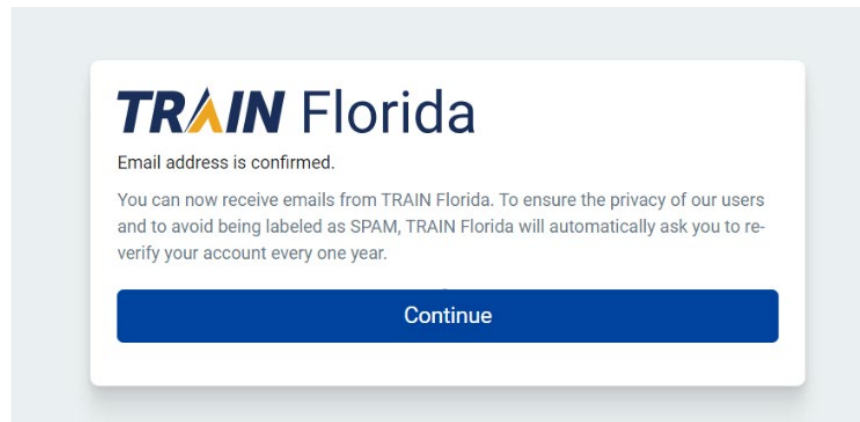 TRAIN Florida
Email address is confirmed.
You can now receive emails from TRAIN Florida. To ensure the privacy of our users
and to avoid being labeled as SPAM, TRAIN Florida will automatically ask you to re-
verify your account every one year.
Continue